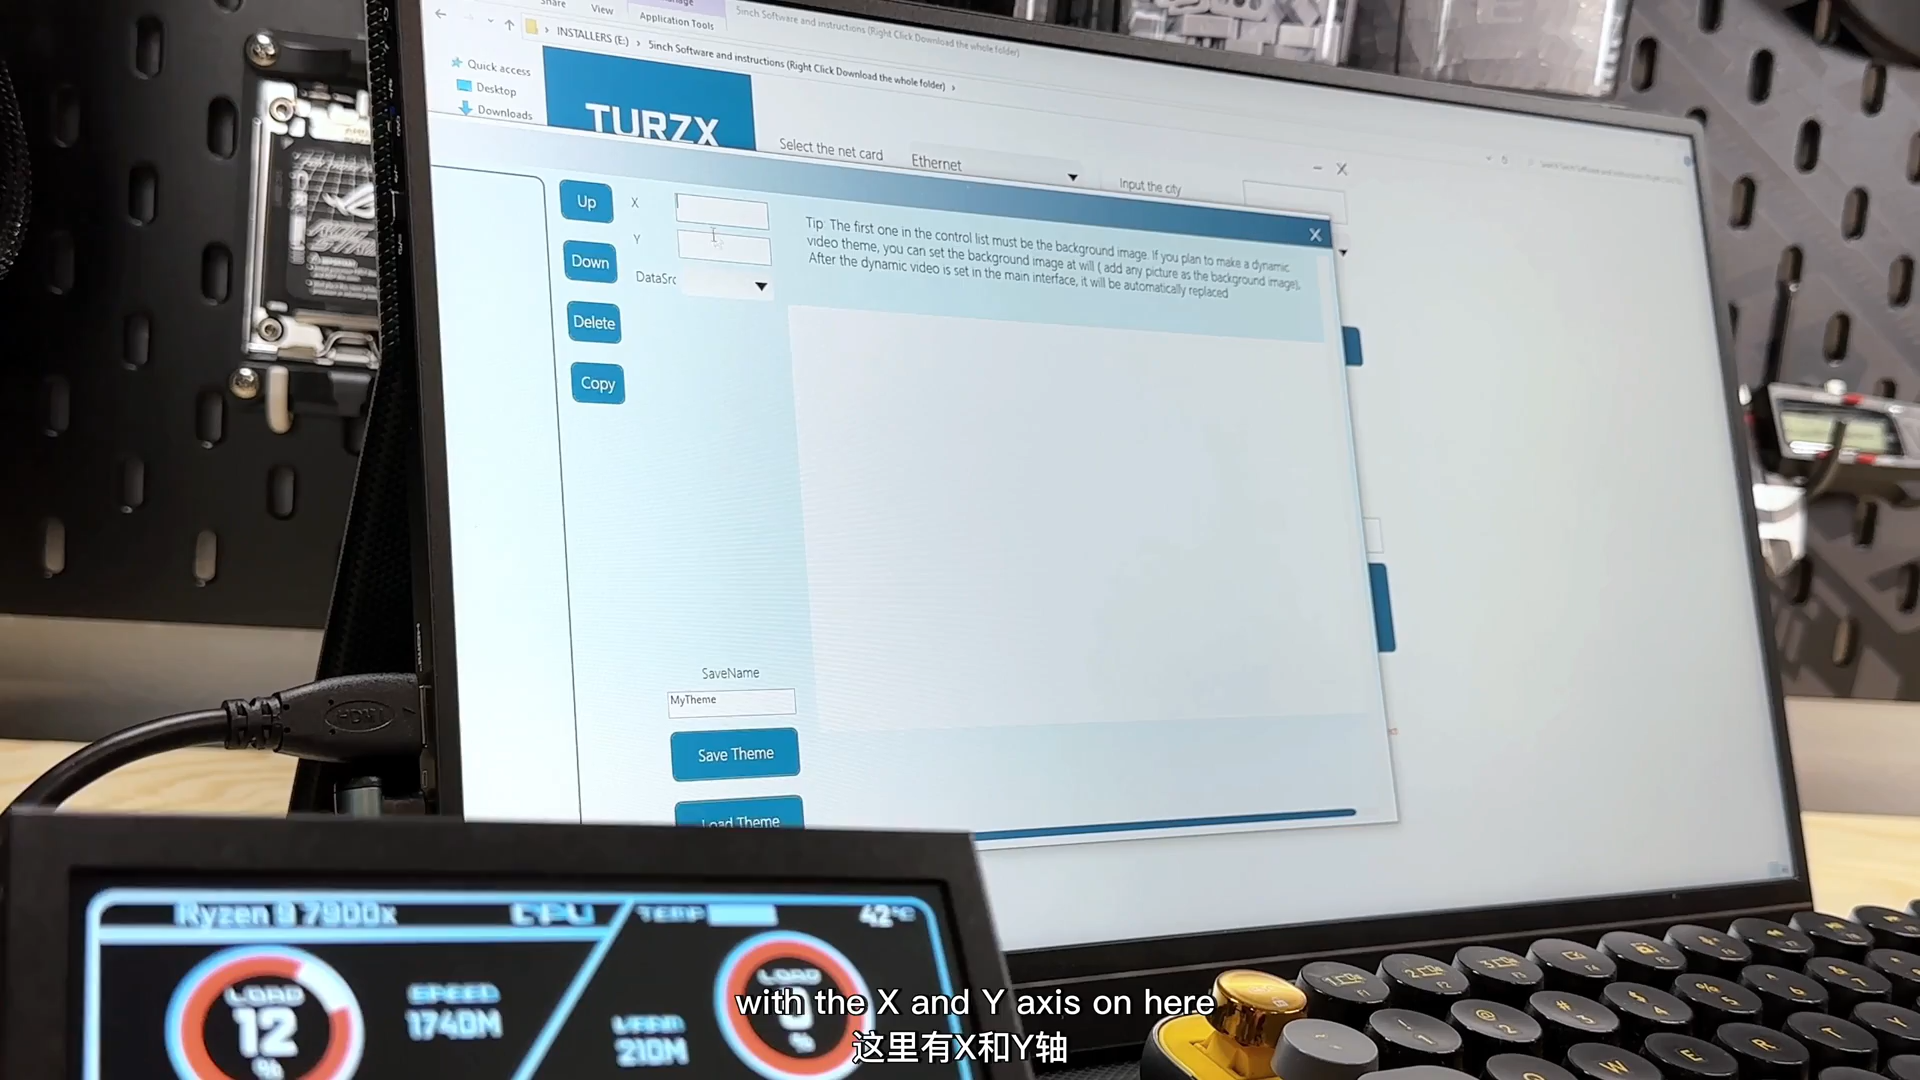 Share
View
Application Tools
5inch Software and instructions (Right Click Download the whole folder)
INSTALLERS (E:) › 5inch Software and instructions (Right Click Download the whole folder) ›
Quick access
Desktop
Downloads
TURZX
Select the net card
Ethernet
Input the city
Up
X
Y
Down
DataSrc
Delete
Copy
Tip The first one in the control list must be the background image. If you plan to make a dynamic
video theme, you can set the background image at will ( add any picture as the background image).
After the dynamic video is set in the main interface, it will be automatically replaced
SaveName
MyTheme
Save Theme
Load Theme
HDMI
Ryzen 9 7900x
CPU
TEMP
42°C
LOAD
12
%
SPEED
1740M
VRAM
210M
LOAD
%
with the X and Y axis on here
这里有X和Y轴